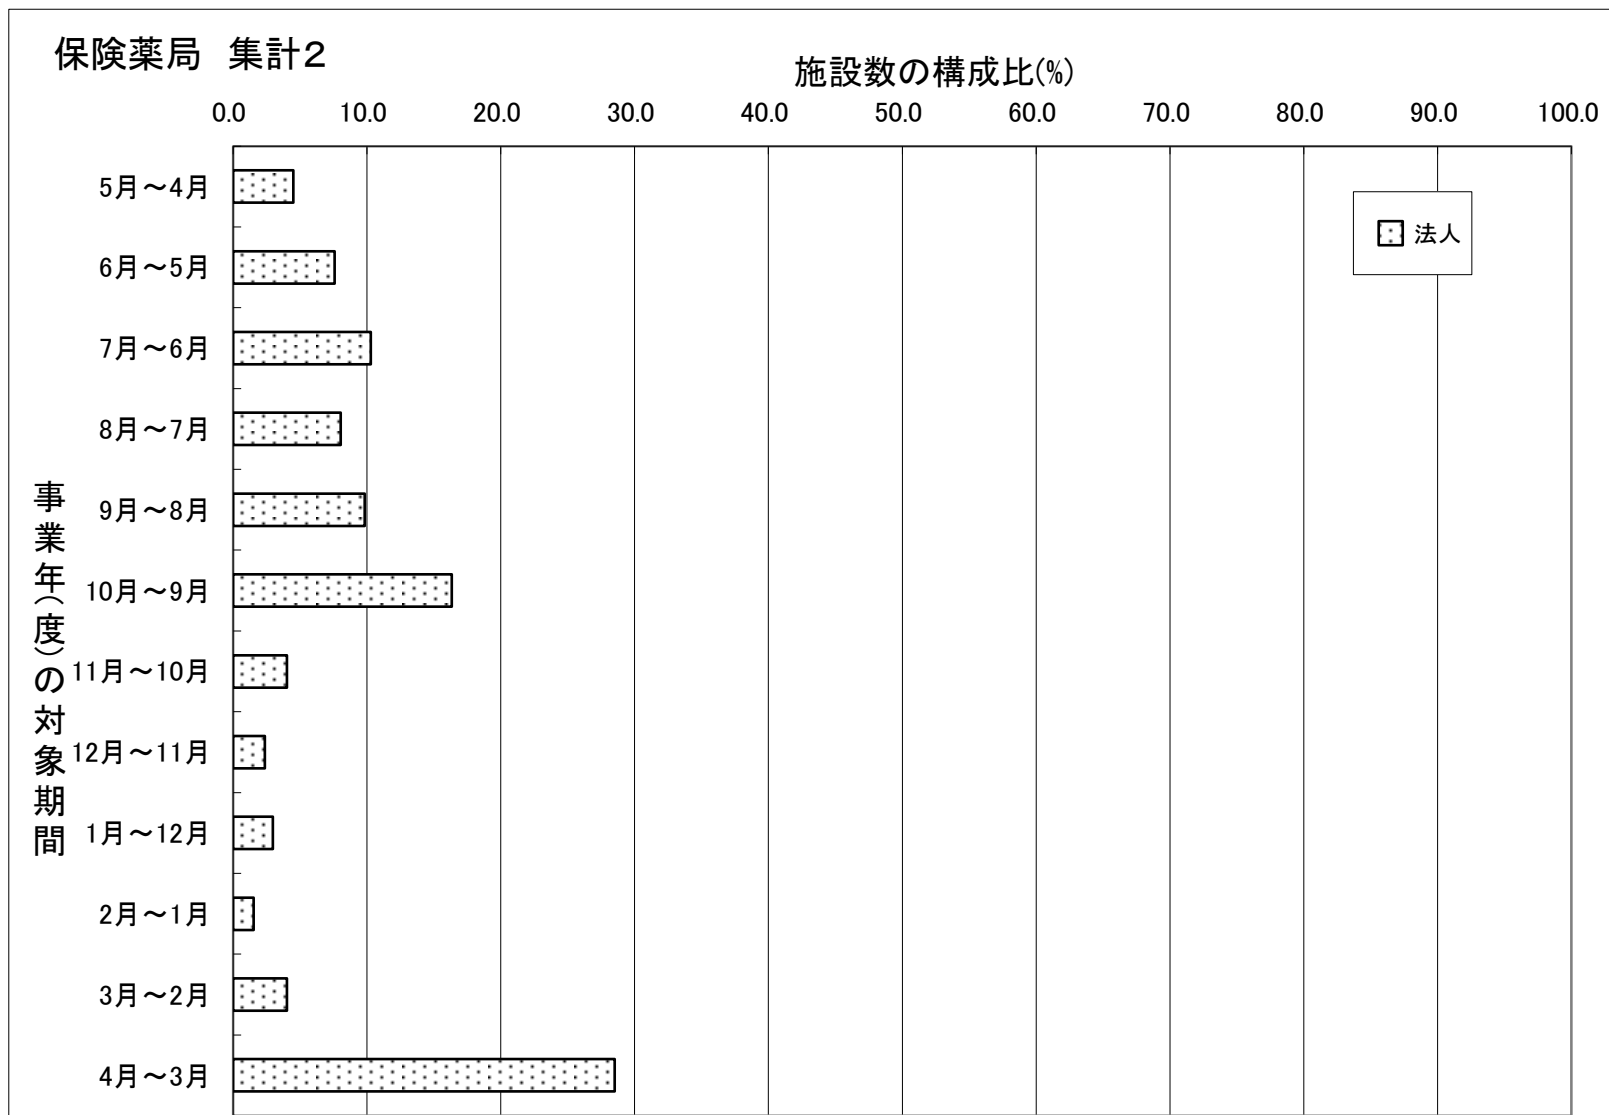 保険薬局　集計２
施設数の構成比(%)
0.0 10.0 20.0 30.0 40.0 50.0 60.0 70.0 80.0 90.0 100.0
法人
事業年(度)の対象期間
5月～4月
6月～5月
7月～6月
8月～7月
9月～8月
10月～9月
11月～10月
12月～11月
1月～12月
2月～1月
3月～2月
4月～3月